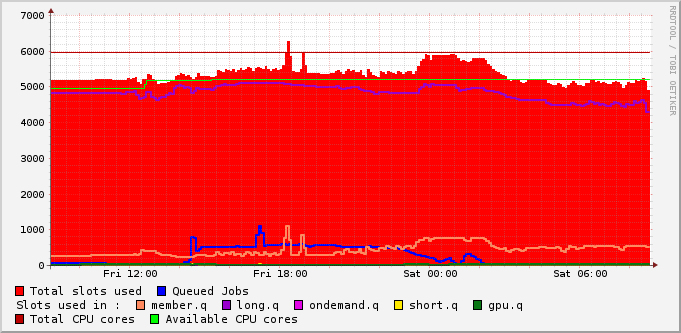 RRDTOOL / TOBI OETIKER
7000
6000
5000
4000
3000
2000
1000
0
Fri 12:00 Fri 18:00 Sat 00:00 Sat 06:00
Total slots used Queued Jobs
Slots used in : member.q long.q ondemand.q short.q gpu.q
Total CPU cores Available CPU cores